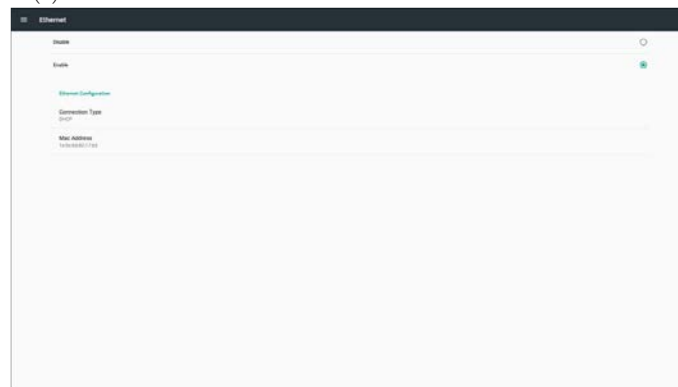 Ethernet
Disable
Enable
Ethernet Configuration
Connection Type
DHCP
Mac Address